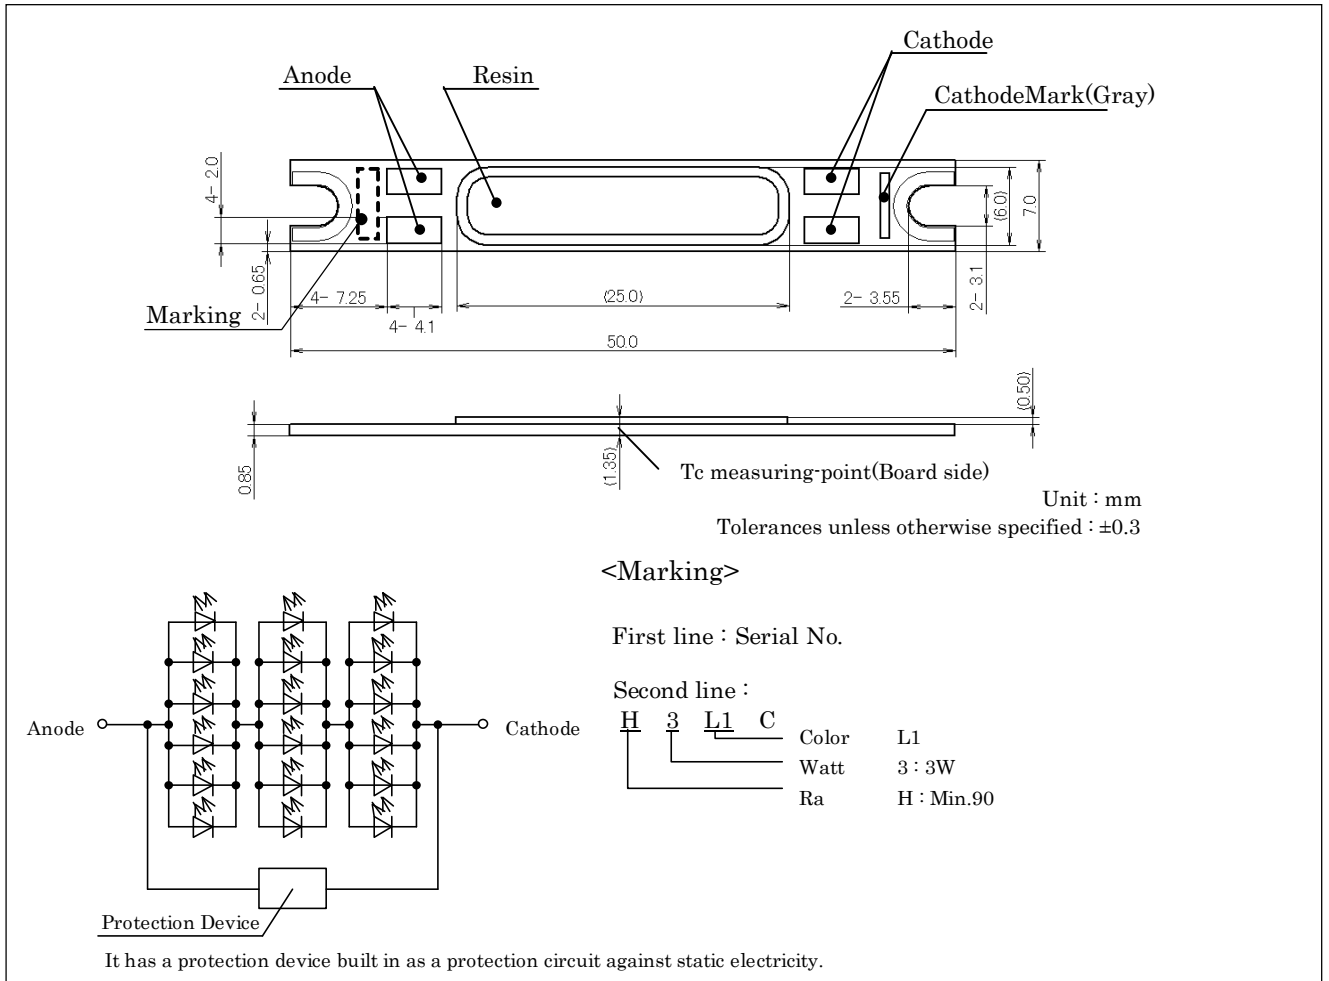 Cathode
Anode
Resin
CathodeMark(Gray)
4- 2.0
(6.0)
7.0
2- 0.65
4- 7.25
(25.0)
2- 3.55
2- 3.1
Marking
4- 4.1
50.0
(0.50)
0.85
(1.35)
Tc measuring-point(Board side)
Unit : mm
Tolerances unless otherwise specified : ±0.3
<Marking>
First line : Serial No.
Second line :
H 3 L1 C
Color L1
Watt 3 : 3W
Ra H : Min.90
Anode
Cathode
Protection Device
It has a protection device built in as a protection circuit against static electricity.